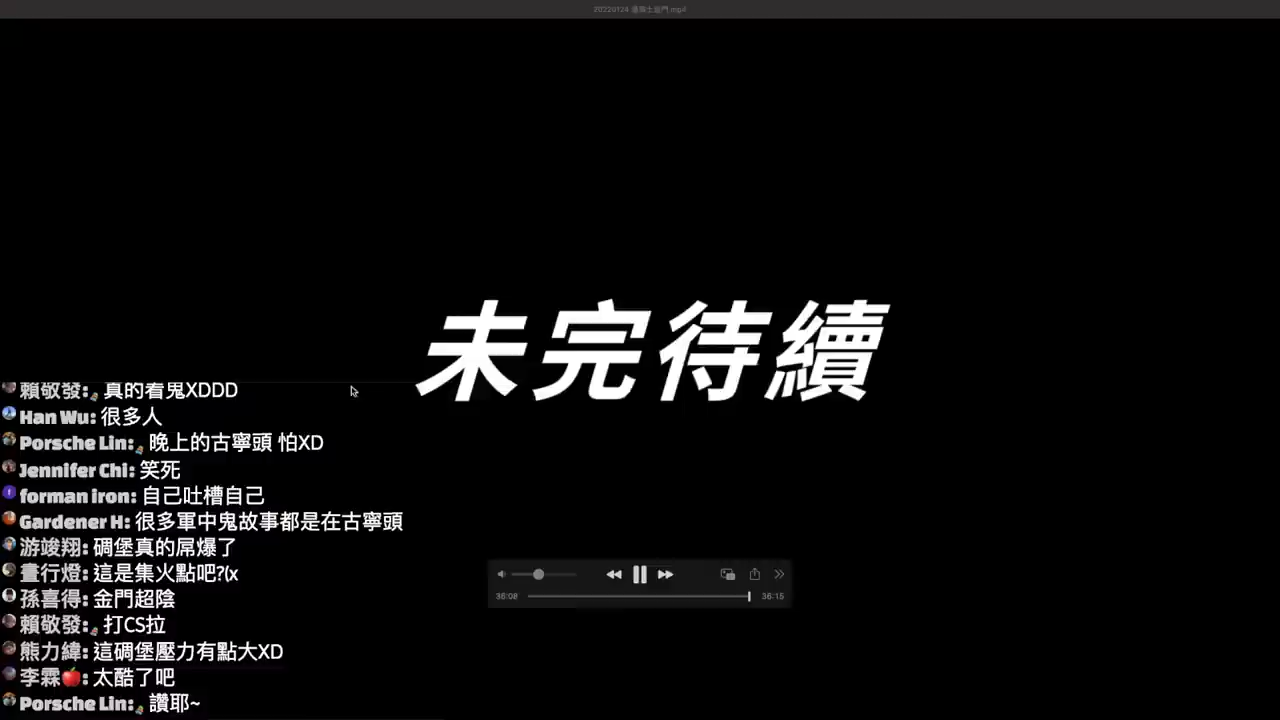 未完待續
賴敬發: 真的看鬼XDDD
Han Wu: 很多人
Porsche Lin: 晚上的古寧頭 怕XD
Jennifer Chi: 笑死
forman iron: 自己吐槽自己
Gardener H: 很多軍中鬼故事都是在古寧頭
游竣翔: 碉堡真的屌爆了
晝行燈: 這是集火點吧?(x
孫喜得: 金門超陰
賴敬發: 打CS拉
熊力緯: 這碉堡壓力有點大XD
李霖🍎: 太酷了吧
Porsche Lin: 讚耶~
36:08
36:15